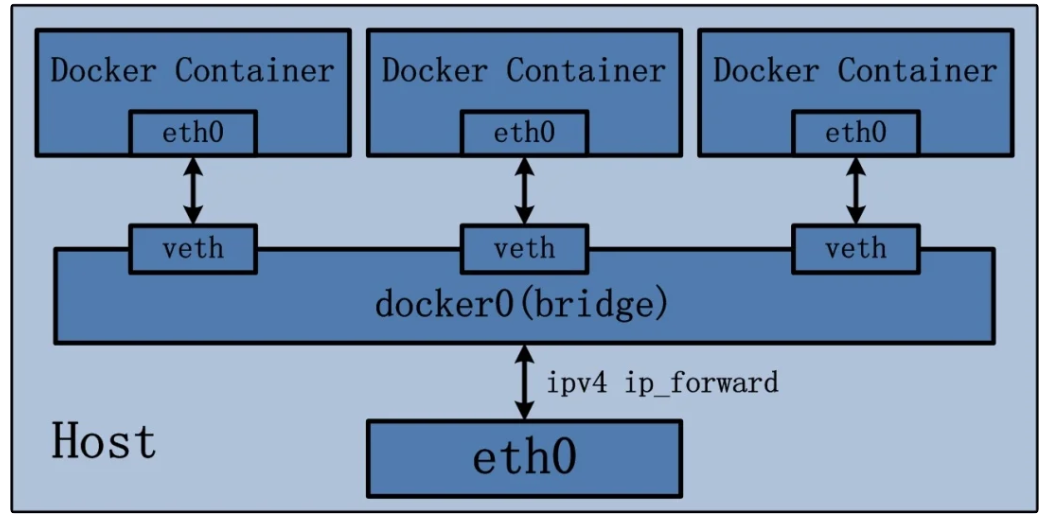 Docker Container
Docker Container
Docker Container
eth0
eth0
eth0
veth
veth
veth
docker0(bridge)
ipv4 ip_forward
Host
eth0